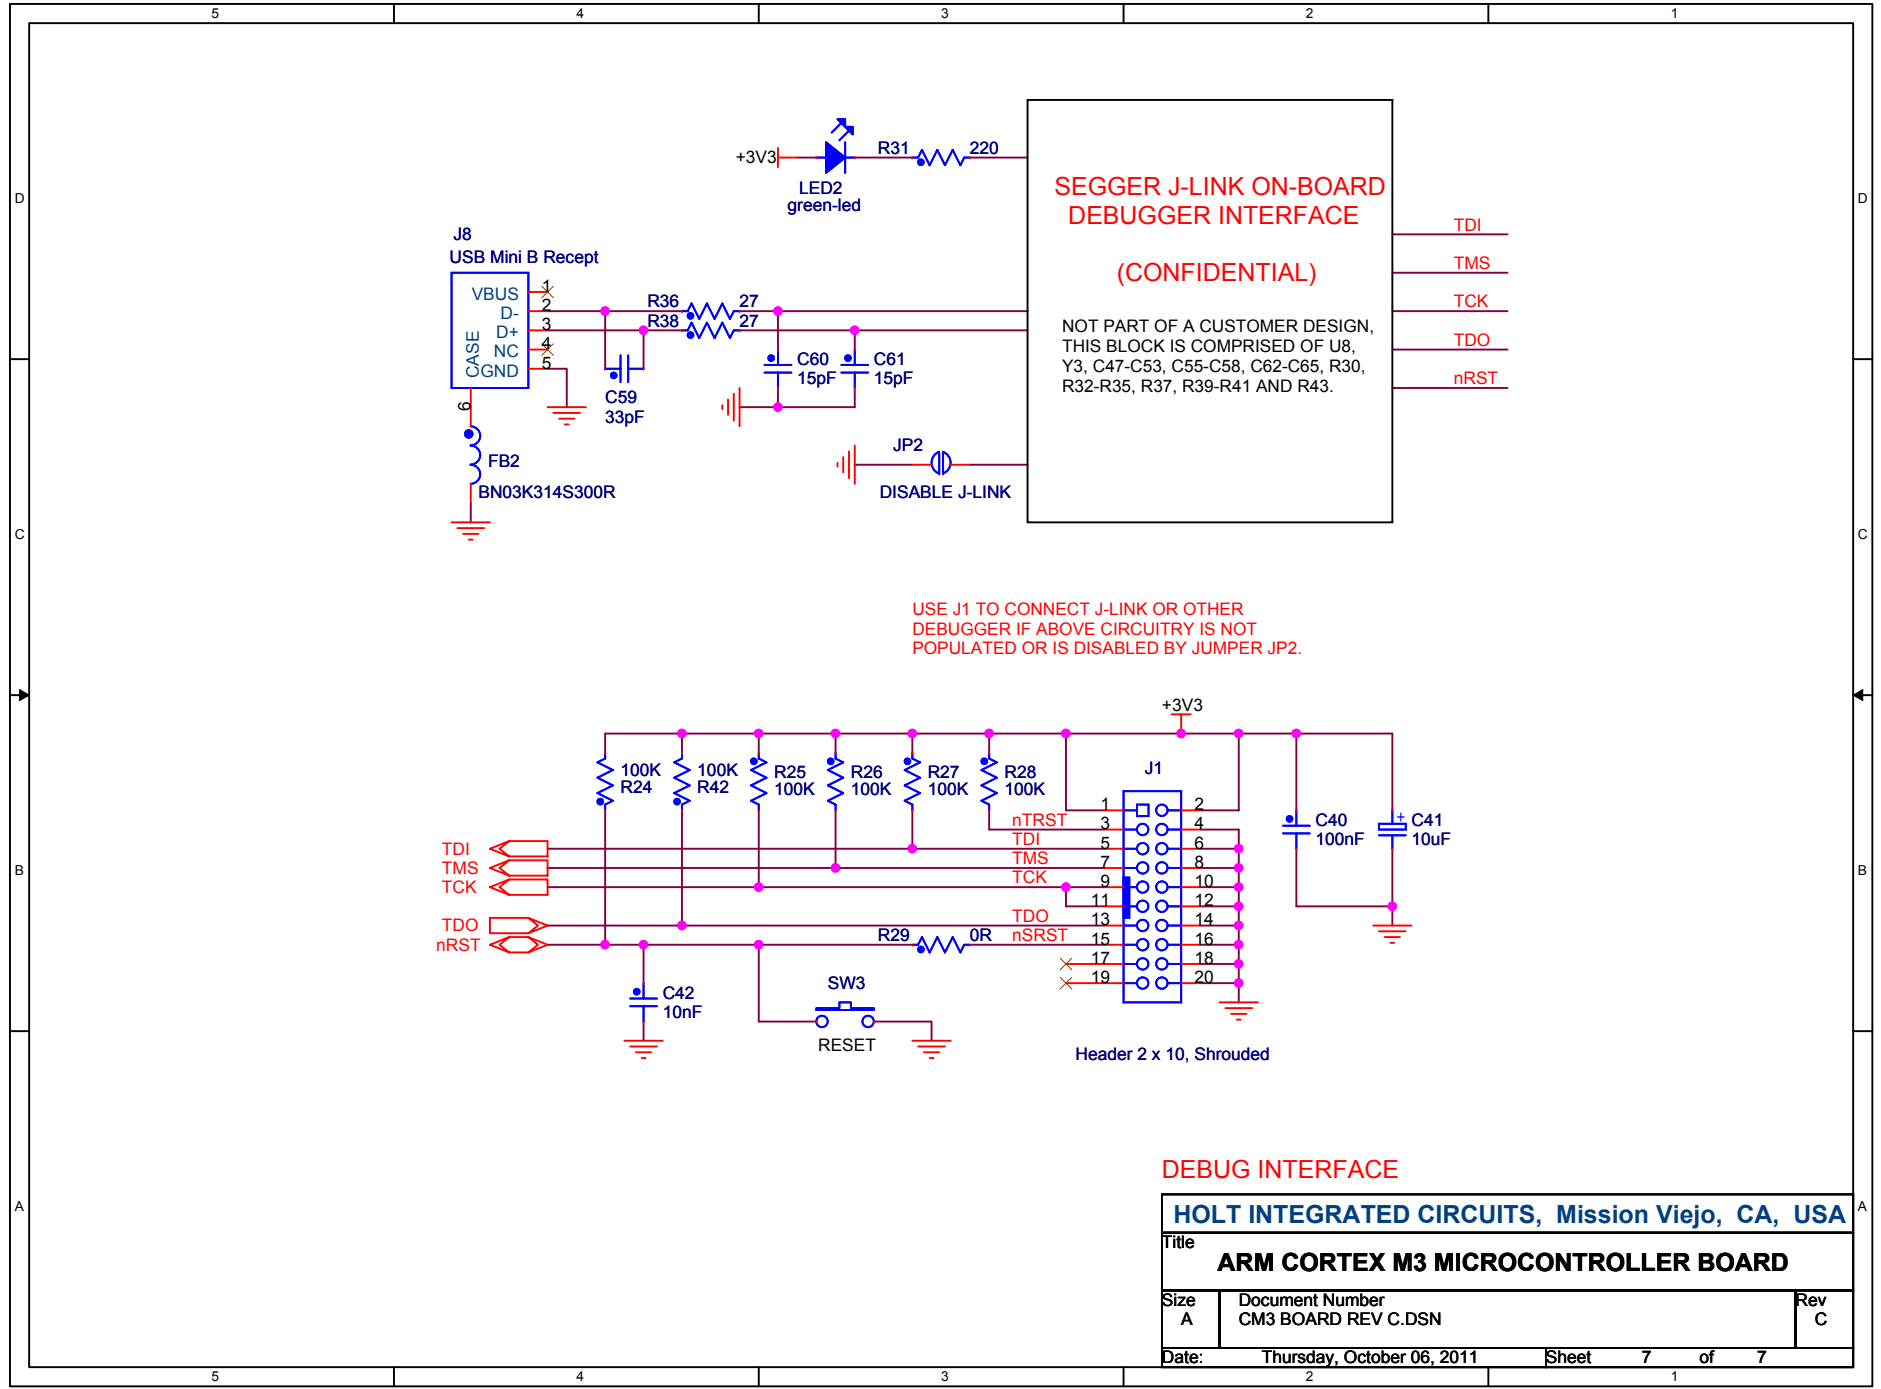 5 4 3 2 1
D D
C C
B B
A A
+3V3
LED2
green-led
R31 220
SEGGER J-LINK ON-BOARD
DEBUGGER INTERFACE
(CONFIDENTIAL)
NOT PART OF A CUSTOMER DESIGN,
THIS BLOCK IS COMPRISED OF U8,
Y3, C47-C53, C55-C58, C62-C65, R30,
R32-R35, R37, R39-R41 AND R43.
TDI
TMS
TCK
TDO
nRST
J8
USB Mini B Recept
VBUS 1
D- 2
D+ 3
NC 4
GND 5
CASE
6
R36 27
R38 27
C59
33pF
C60
15pF
C61
15pF
FB2
BN03K314S300R
JP2
DISABLE J-LINK
USE J1 TO CONNECT J-LINK OR OTHER
DEBUGGER IF ABOVE CIRCUITRY IS NOT
POPULATED OR IS DISABLED BY JUMPER JP2.
+3V3
100K
R24
100K
R42
R25
100K
R26
100K
R27
100K
R28
100K
J1
1 2
nTRST 3 4
TDI TDI 5 6
TMS TMS 7 8
TCK TCK 9 10
11 12
TDO TDO 13 14
nRST R29 0R nSRST 15 16
17 18
19 20
C40
100nF
C41
10uF
C42
10nF
SW3
RESET
Header 2 x 10, Shrouded
DEBUG INTERFACE
HOLT INTEGRATED CIRCUITS, Mission Viejo, CA, USA
Title
ARM CORTEX M3 MICROCONTROLLER BOARD
Size Document Number Rev
A CM3 BOARD REV C.DSN C
Date: Thursday, October 06, 2011 Sheet 7 of 7
5 4 3 2 1